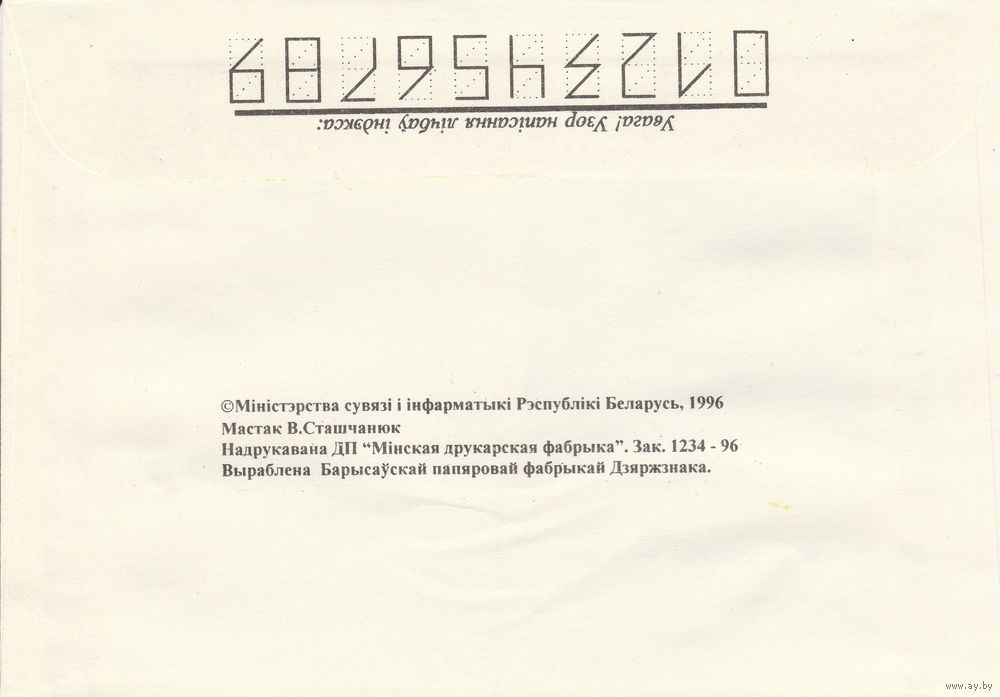 0123456789
Увага! Узор напісання лічбаў індэкса:
©Міністэрства сувязі і інфарматыкі Рэспублікі Беларусь, 1996
Мастак В.Сташчанюк
Надрукавана ДП “Мінская друкарская фабрыка”. Зак. 1234 - 96
Выраблена Барысаўскай папяровай фабрыкай Дзяржзнака.
www.ay.by